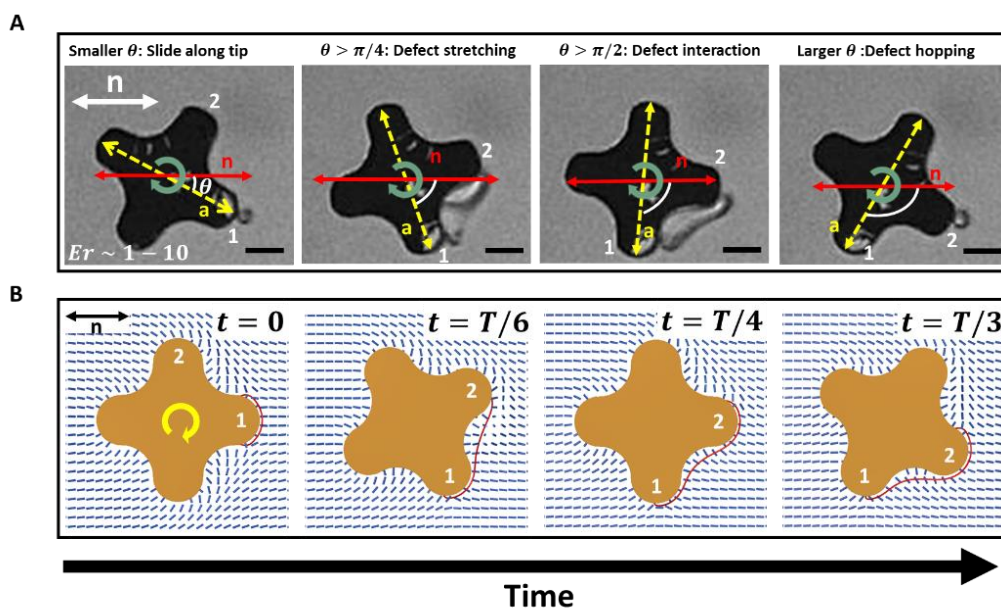 A
Smaller θ: Slide along tip
θ > π/4: Defect stretching
θ > π/2: Defect interaction
Larger θ :Defect hopping
n
2
n
θ
a
1
Er ~ 1 − 10
2
n
a
1
2
n
a
1
n
a
1
2
B
n
t = 0
2
1
t = T/6
2
1
t = T/4
2
1
t = T/3
2
1
Time